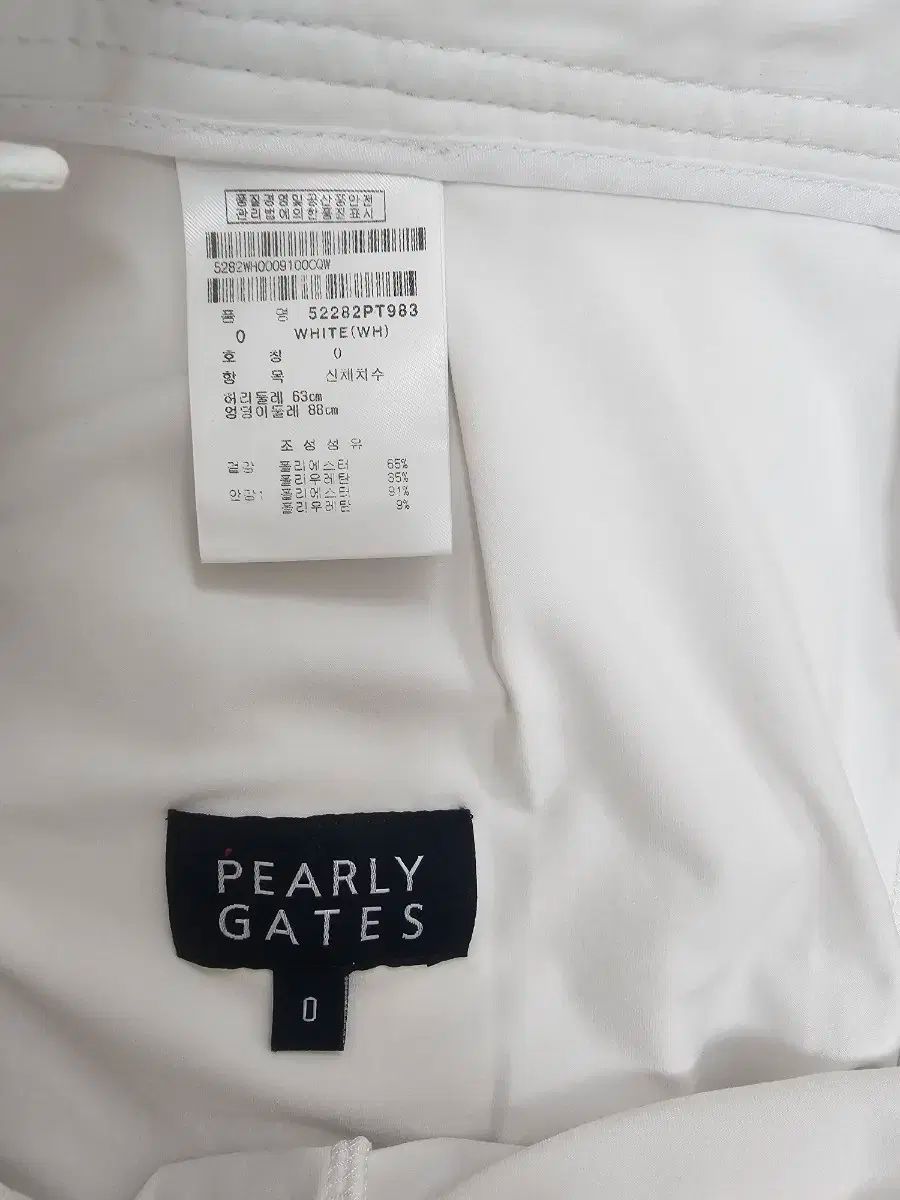 품질경영및공산품안전
관리법에의한품질표시
5282WH0009100CQW
품 명 52282PT983
0 WHITE(WH)
호 칭 0
항 목 신체치수
허리둘레 63cm
엉덩이둘레 88cm
조성섬유
겉감 폴리에스터 65%
폴리우레탄 35%
안감: 폴리에스터 91%
폴리우레탄 9%
PEARLY
GATES
0